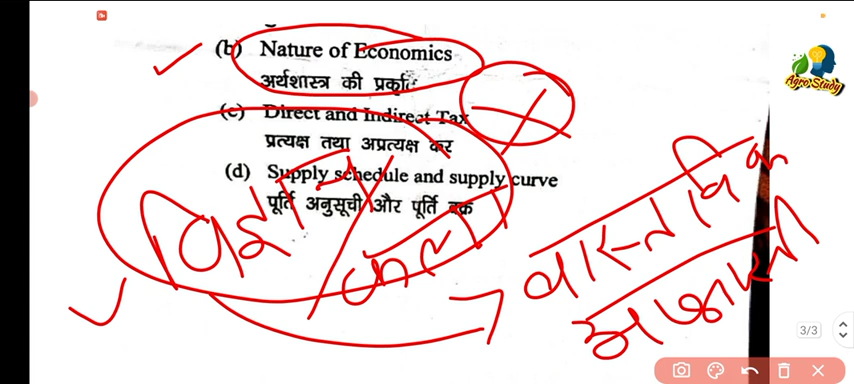 (b) Nature of Economics
अर्थशास्त्र की प्रकृति
(c) Direct and Indirect Tax
प्रत्यक्ष तथा अप्रत्यक्ष कर
(d) Supply schedule and supply curve
पूर्ति अनुसूची और पूर्ति वक्र
कला
वास्तविक
Agro Study
3/3